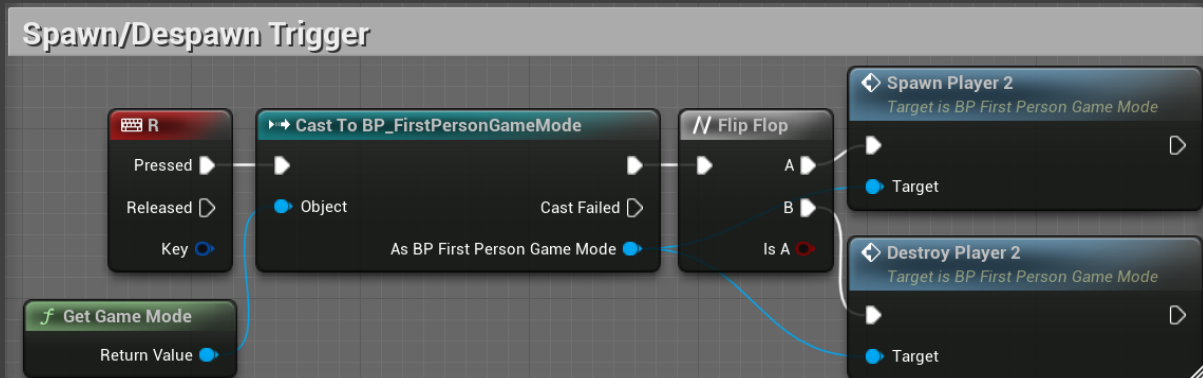 Spawn/Despawn Trigger
R
Pressed
Released
Key
Get Game Mode
Return Value
Cast To BP_FirstPersonGameMode
Object
Cast Failed
As BP First Person Game Mode
Flip Flop
A
B
Is A
Spawn Player 2
Target is BP First Person Game Mode
Target
Destroy Player 2
Target is BP First Person Game Mode
Target